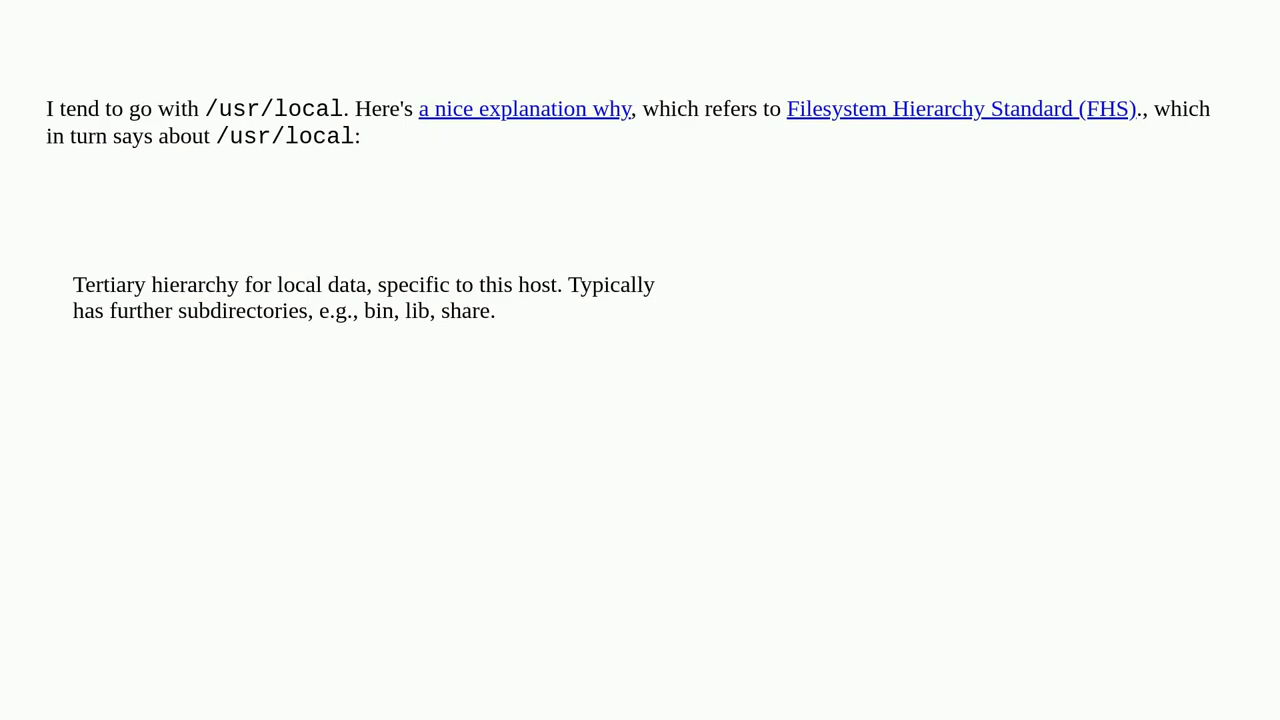 I tend to go with /usr/local. Here's a nice explanation why, which refers to Filesystem Hierarchy Standard (FHS)., which
in turn says about /usr/local:
Tertiary hierarchy for local data, specific to this host. Typically
has further subdirectories, e.g., bin, lib, share.